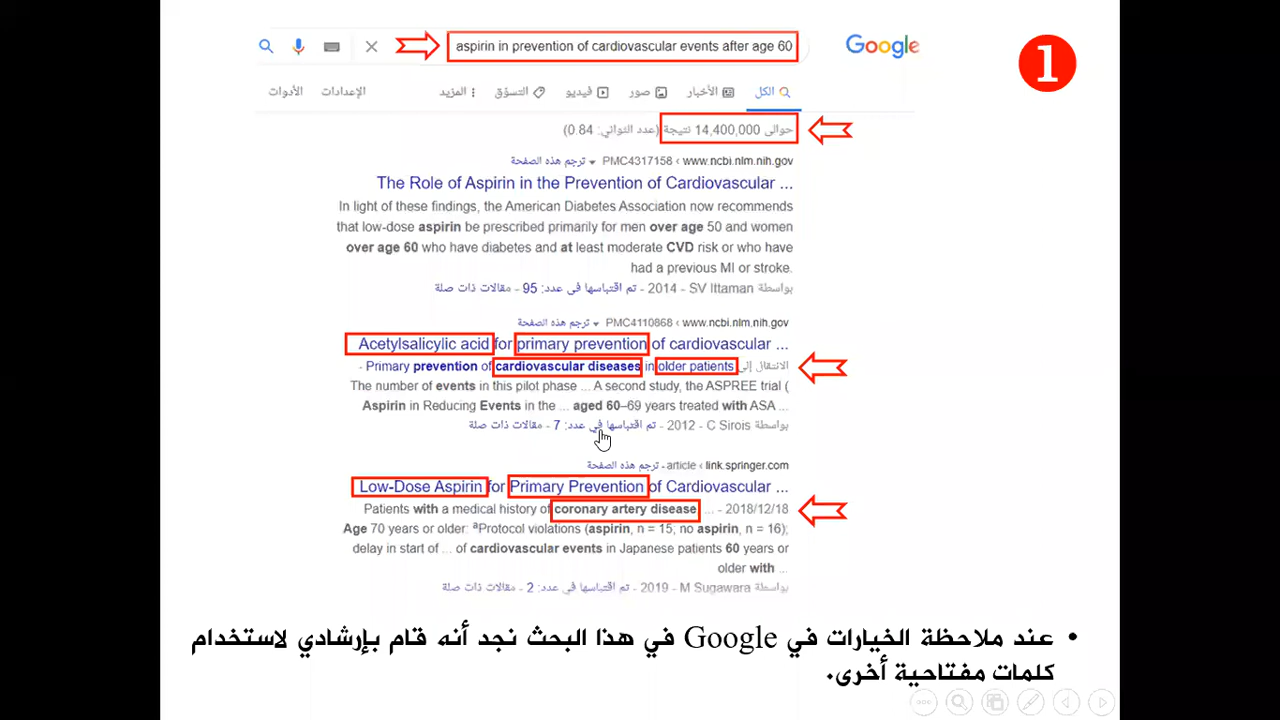 Google
aspirin in prevention of cardiovascular events after age 60
1
الكل الأخبار صور فيديو التسوّق المزيد الإعدادات الأدوات
حوالى 14,400,000 نتيجة (عدد الثواني: 0.84)
www.ncbi.nlm.nih.gov › PMC4317158 ▼ ترجم هذه الصفحة
The Role of Aspirin in the Prevention of Cardiovascular ...
In light of these findings, the American Diabetes Association now recommends
that low-dose aspirin be prescribed primarily for men over age 50 and women
over age 60 who have diabetes and at least moderate CVD risk or who have
had a previous MI or stroke.
بواسطة SV Ittaman - 2014 - تم اقتباسها في عدد: 95 - مقالات ذات صلة
www.ncbi.nlm.nih.gov › PMC4110868 ▼ ترجم هذه الصفحة
Acetylsalicylic acid for primary prevention of cardiovascular ...
الانتقال إلى Primary prevention of cardiovascular diseases in older patients -
The number of events in this pilot phase ... A second study, the ASPREE trial (
Aspirin in Reducing Events in the ... aged 60–69 years treated with ASA ...
بواسطة C Sirois - 2012 - تم اقتباسها في عدد: 7 - مقالات ذات صلة
link.springer.com › article - ترجم هذه الصفحة
Low-Dose Aspirin for Primary Prevention of Cardiovascular ...
Patients with a medical history of coronary artery disease ... - 2018/12/18
Age 70 years or older: ªProtocol violations (aspirin, n = 15; no aspirin, n = 16);
delay in start of ... of cardiovascular events in Japanese patients 60 years or
older with ...
بواسطة M Sugawara - 2019 - تم اقتباسها في عدد: 2 - مقالات ذات صلة
• عند ملاحظة الخيارات في Google في هذا البحث نجد أنه قام بإرشادي لاستخدام
كلمات مفتاحية أخرى.